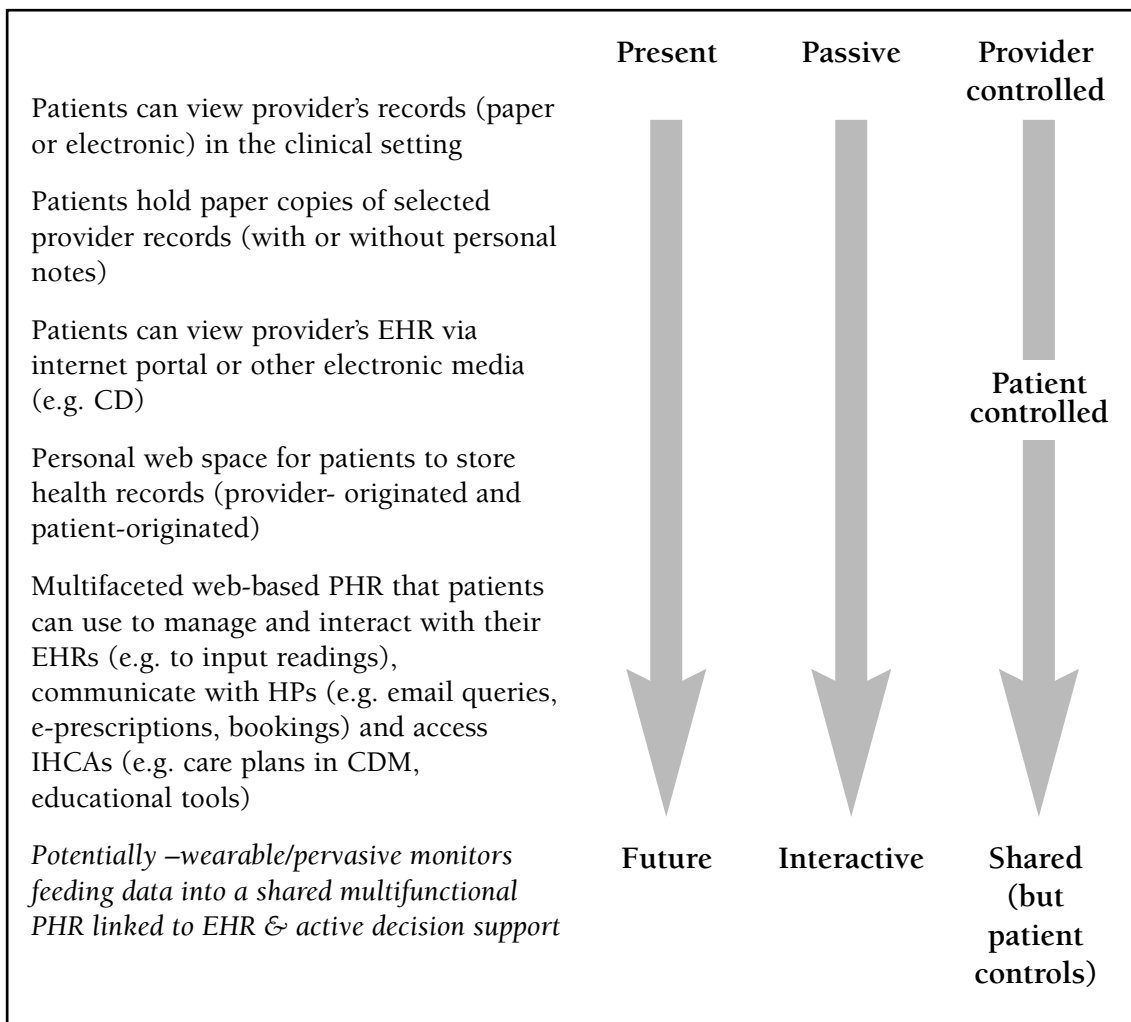 Present
Passive
Provider
controlled
Patients can view provider's records (paper
or electronic) in the clinical setting
Patients hold paper copies of selected
provider records (with or without personal
notes)
Patients can view provider's EHR via
internet portal or other electronic media
(e.g. CD)
Patient
controlled
Personal web space for patients to store
health records (provider- originated and
patient-originated)
Multifaceted web-based PHR that patients
can use to manage and interact with their
EHRs (e.g. to input readings),
communicate with HPs (e.g. email queries,
e-prescriptions, bookings) and access
IHCAs (e.g. care plans in CDM,
educational tools)
Potentially –wearable/pervasive monitors
feeding data into a shared multifunctional
PHR linked to EHR & active decision support
Future
Interactive
Shared
(but
patient
controls)